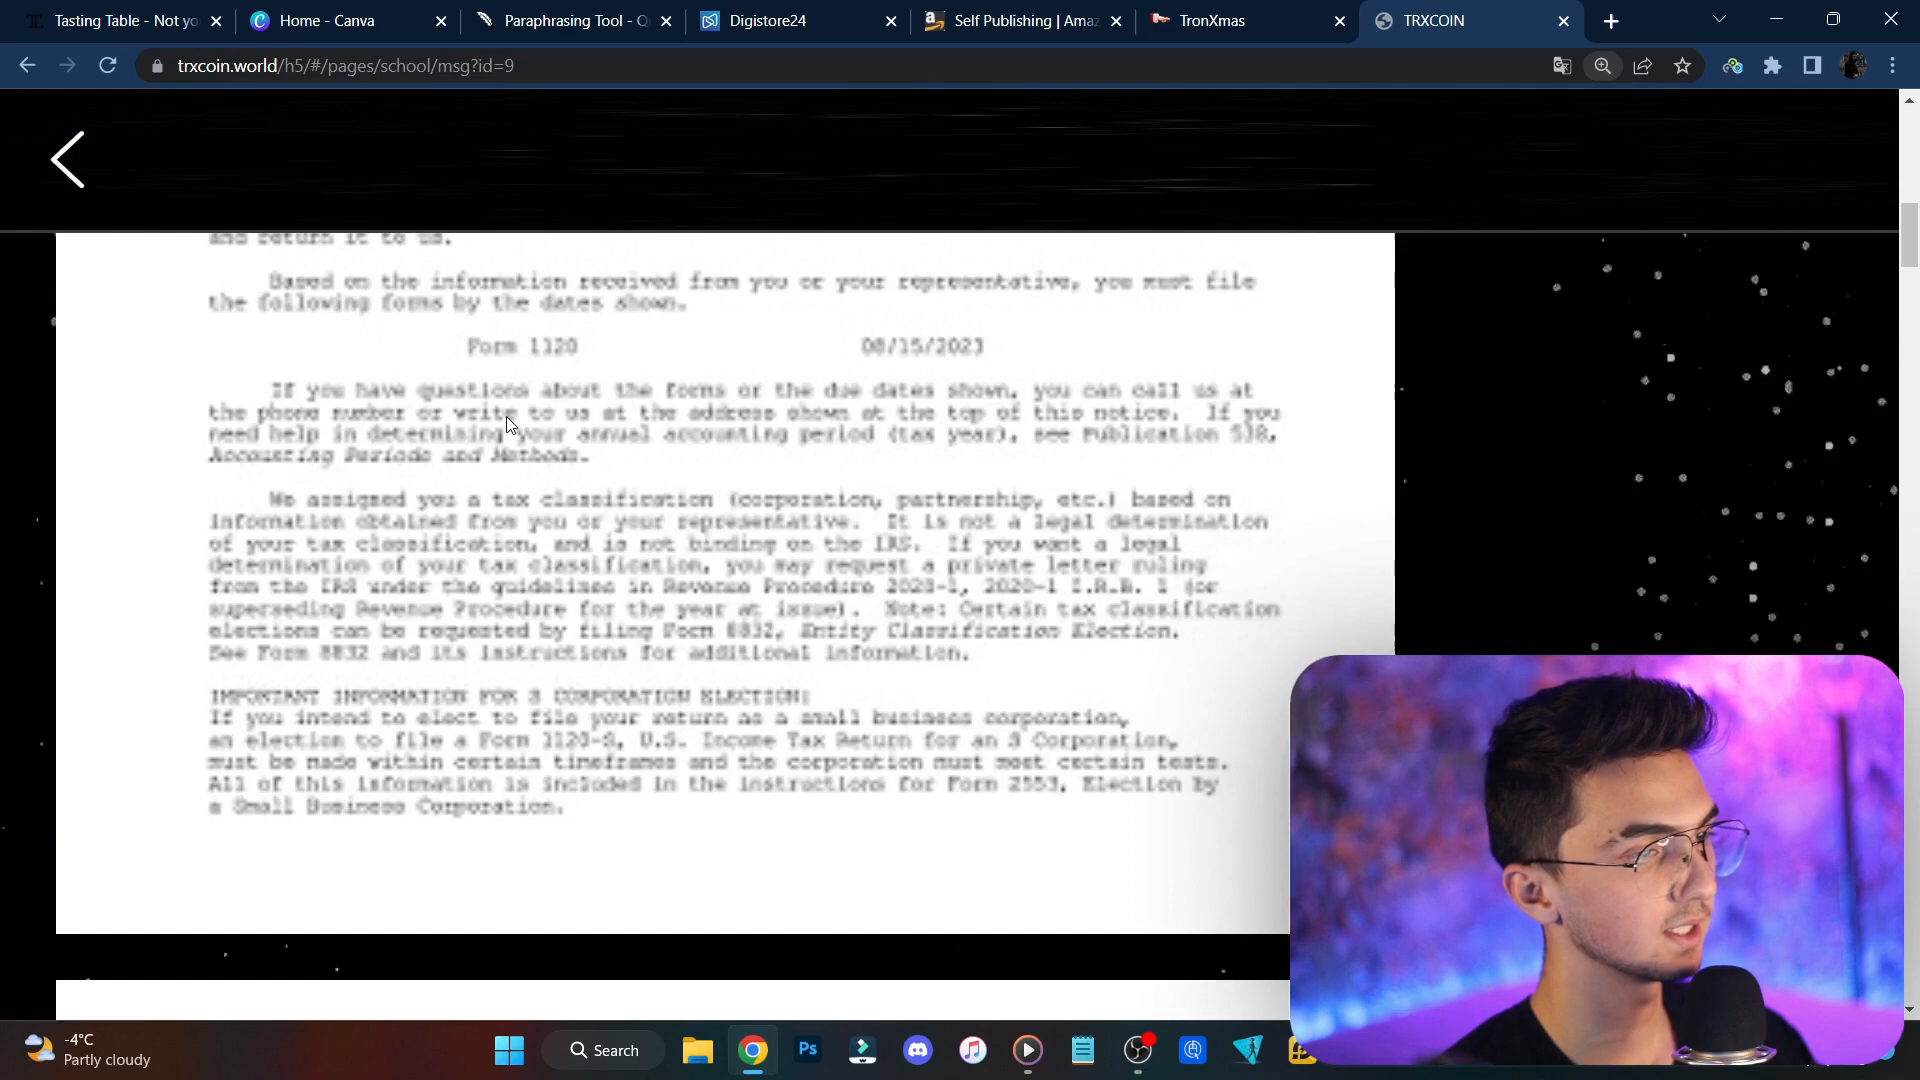 Tasting Table - Not yo
Home - Canva
Paraphrasing Tool - Q
Digistore24
Self Publishing | Amaz
TronXmas
TRXCOIN
trxcoin.world/h5/#/pages/school/msg?id=9
and return it to us.
Based on the information received from you or your representative, you must file
the following forms by the dates shown.
Form 1120 08/15/2023
If you have questions about the forms or the due dates shown, you can call us at
the phone number or write to us at the address shown at the top of this notice. If you
need help in determining your annual accounting period (tax year), see Publication 538,
Accounting Periods and Methods.
We assigned you a tax classification (corporation, partnership, etc.) based on
information obtained from you or your representative. It is not a legal determination
of your tax classification, and is not binding on the IRS. If you want a legal
determination of your tax classification, you may request a private letter ruling
from the IRS under the guidelines in Revenue Procedure 2020-1, 2020-1 I.R.B. 1 (or
superseding Revenue Procedure for the year at issue). Note: Certain tax classification
elections can be requested by filing Form 8832, Entity Classification Election.
See Form 8832 and its instructions for additional information.
IMPORTANT INFORMATION FOR S CORPORATION ELECTION:
If you intend to elect to file your return as a small business corporation,
an election to file a Form 1120-S, U.S. Income Tax Return for an S Corporation,
must be made within certain timeframes and the corporation must meet certain tests.
All of this information is included in the instructions for Form 2553, Election by
a Small Business Corporation.
-4°C
Partly cloudy
Search
Ps